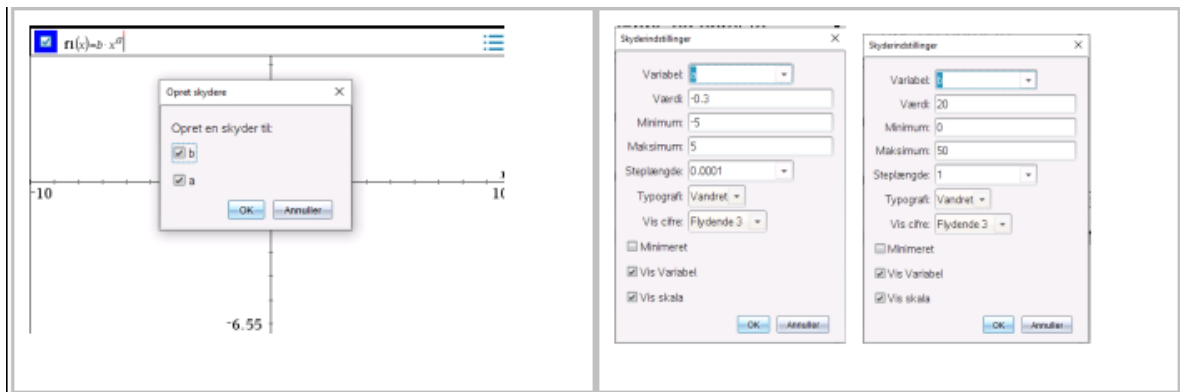 f1(x)=b·x^a
Opret skydere
Opret en skyder til:
b
a
OK Annuller
-10
10
-6.55
Skyderindstillinger
Variabel: a
Værdi: -0.3
Minimum: -5
Maksimum: 5
Steplængde: 0.0001
Typografi: Vandret
Vis cifre: Flydende 3
Minimeret
Vis Variabel
Vis skala
OK Annuller
Skyderindstillinger
Variabel: b
Værdi: 20
Minimum: 0
Maksimum: 50
Steplængde: 1
Typografi: Vandret
Vis cifre: Flydende 3
Minimeret
Vis Variabel
Vis skala
OK Annuller